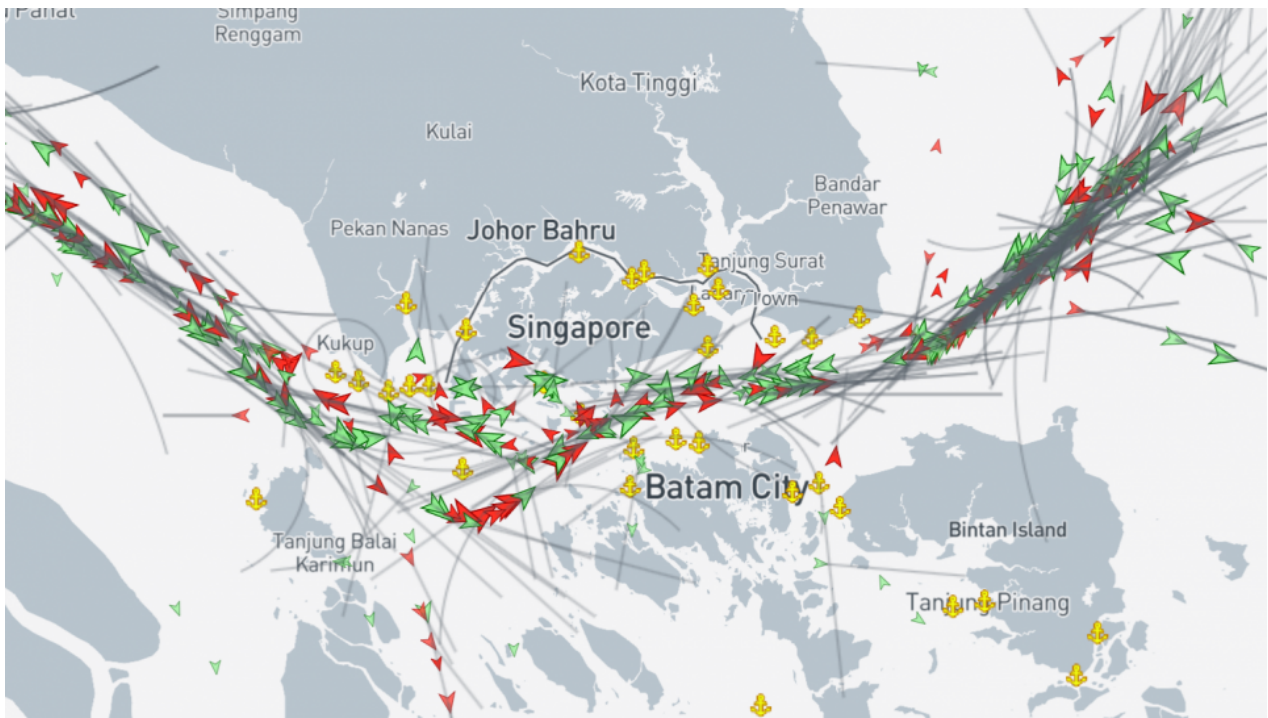 Simpang
Renggam
Kota Tinggi
Kulai
Bandar
Penawar
Pekan Nanas
Johor Bahru
Tanjung Surat
Town
Singapore
Kukup
Batam City
Bintan Island
Tanjung Balai
Karimun
Tanjung Pinang